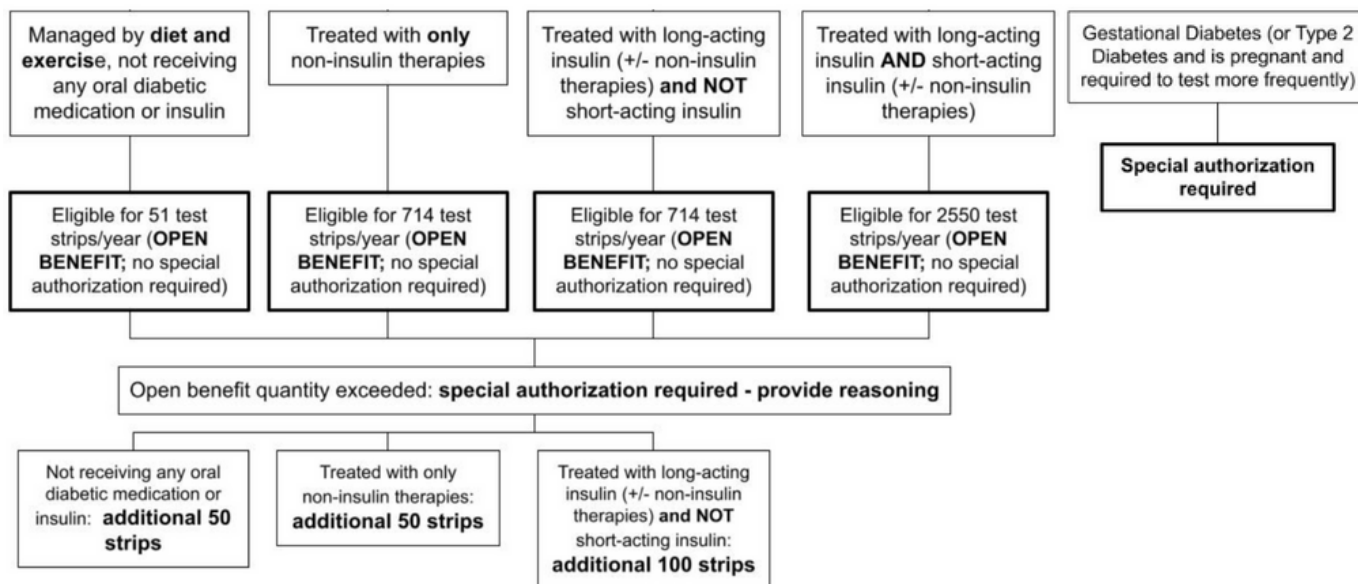 Managed by diet and
exercise, not receiving
any oral diabetic
medication or insulin
Treated with only
non-insulin therapies
Treated with long-acting
insulin (+/- non-insulin
therapies) and NOT
short-acting insulin
Treated with long-acting
insulin AND short-acting
insulin (+/- non-insulin
therapies)
Gestational Diabetes (or Type 2
Diabetes and is pregnant and
required to test more frequently)
Special authorization
required
Eligible for 51 test
strips/year (OPEN
BENEFIT; no special
authorization required)
Eligible for 714 test
strips/year (OPEN
BENEFIT; no special
authorization required)
Eligible for 714 test
strips/year (OPEN
BENEFIT; no special
authorization required)
Eligible for 2550 test
strips/year (OPEN
BENEFIT; no special
authorization required)
Open benefit quantity exceeded: special authorization required - provide reasoning
Not receiving any oral
diabetic medication or
insulin: additional 50
strips
Treated with only
non-insulin therapies:
additional 50 strips
Treated with long-acting
insulin (+/- non-insulin
therapies) and NOT
short-acting insulin:
additional 100 strips